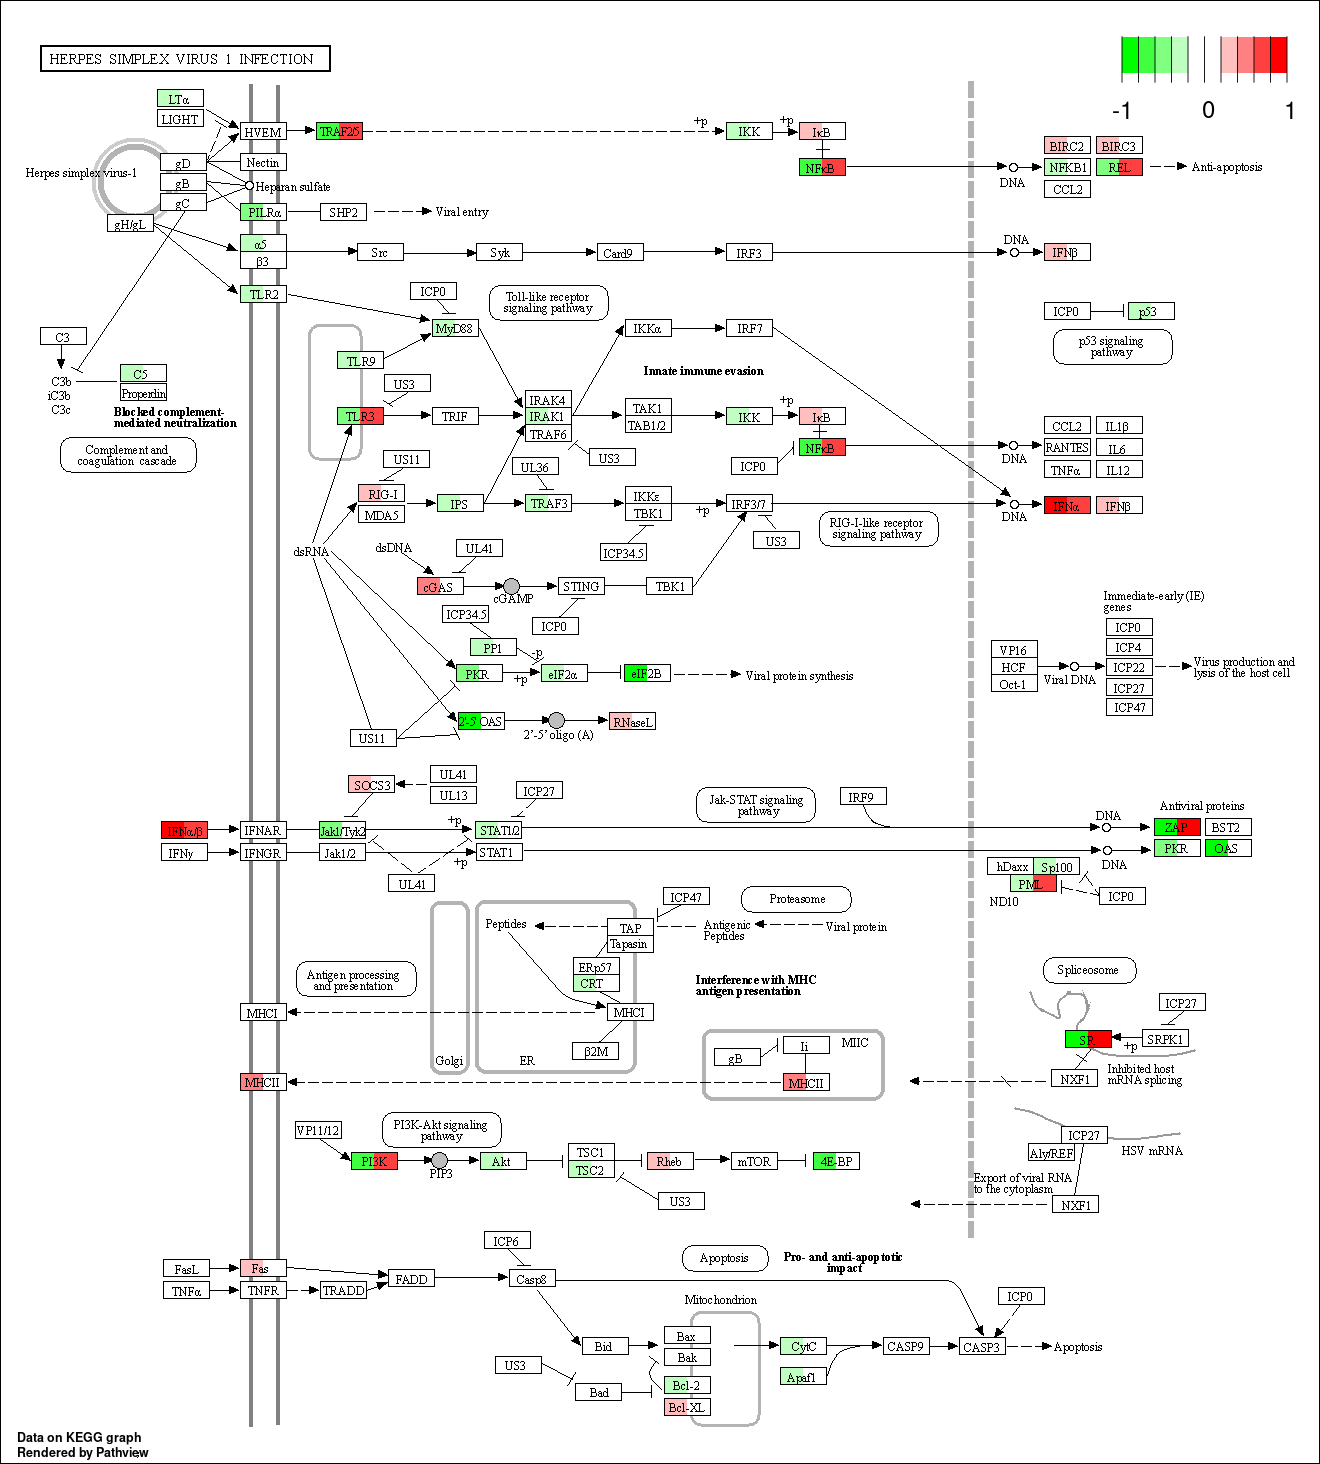 HERPES SIMPLEX VIRUS 1 INFECTION
-1 0 1
LTα
LIGHT
HVEM
TRAF2/5
+p
IKK
+p
IκB
NFκB
DNA
BIRC2
BIRC3
NFKB1
REL
CCL2
Anti-apoptosis
Herpes simplex virus-1
gD
gB
gC
gH/gL
Nectin
Heparan sulfate
PILRα
SHP2
Viral entry
α5
β3
Src
Syk
Card9
IRF3
DNA
IFNβ
TLR2
ICP0
MyD88
Toll-like receptor
signaling pathway
IKKα
IRF7
ICP0
p53
p53 signaling
pathway
C3
C3b
iC3b
C3c
C5
Properdin
Blocked complement-
mediated neutralization
Complement and
coagulation cascade
TLR9
TLR3
US3
TRIF
IRAK4
IRAK1
TRAF6
US3
Innate immune evasion
TAK1
TAB1/2
IKK
+p
IκB
NFκB
ICP0
DNA
CCL2
IL1β
RANTES
IL6
TNFα
IL12
US11
RIG-I
MDA5
IPS
UL36
TRAF3
IKKε
TBK1
ICP34.5
+p
IRF3/7
US3
RIG-I-like receptor
signaling pathway
DNA
IFNα
IFNβ
dsRNA
dsDNA
UL41
cGAS
cGAMP
STING
ICP0
TBK1
ICP34.5
PP1
-p
PKR
+p
eIF2α
eIF2B
Viral protein synthesis
2'-5' OAS
2'-5' oligo (A)
RNaseL
US11
Immediate-early (IE)
genes
VP16
HCF
Oct-1
Viral DNA
ICP0
ICP4
ICP22
ICP27
ICP47
Virus production and
lysis of the host cell
SOCS3
UL41
UL13
ICP27
Jak-STAT signaling
pathway
IRF9
IFNα/β
IFNAR
Jak1/Tyk2
+p
STAT1/2
DNA
Antiviral proteins
ZAP
BST2
IFNγ
IFNGR
Jak1/2
+p
STAT1
DNA
PKR
OAS
UL41
hDaxx
Sp100
PML
ND10
ICP0
ICP47
Proteasome
Peptides
TAP
Tapasin
Antigenic
Peptides
Viral protein
ERp57
CRT
Antigen processing
and presentation
Interference with MHC
antigen presentation
MHCI
MHCI
β2M
Golgi
ER
gB
Ii
MIIC
MHCII
MHCII
Spliceosome
ICP27
SR
+p
SRPK1
NXF1
Inhibited host
mRNA splicing
VP11/12
PI3K-Akt signaling
pathway
PI3K
PIP3
Akt
TSC1
TSC2
US3
Rheb
mTOR
4E-BP
ICP27
Aly/REF
HSV mRNA
Export of viral RNA
to the cytoplasm
NXF1
ICP6
Apoptosis
Pro- and anti-apoptotic
impact
FasL
Fas
FADD
Casp8
TNFα
TNFR
TRADD
ICP0
Mitochondrion
Bid
Bax
Bak
CytC
CASP9
CASP3
Apoptosis
US3
Bad
Bcl-2
Bcl-XL
Apaf1
Data on KEGG graph
Rendered by Pathview